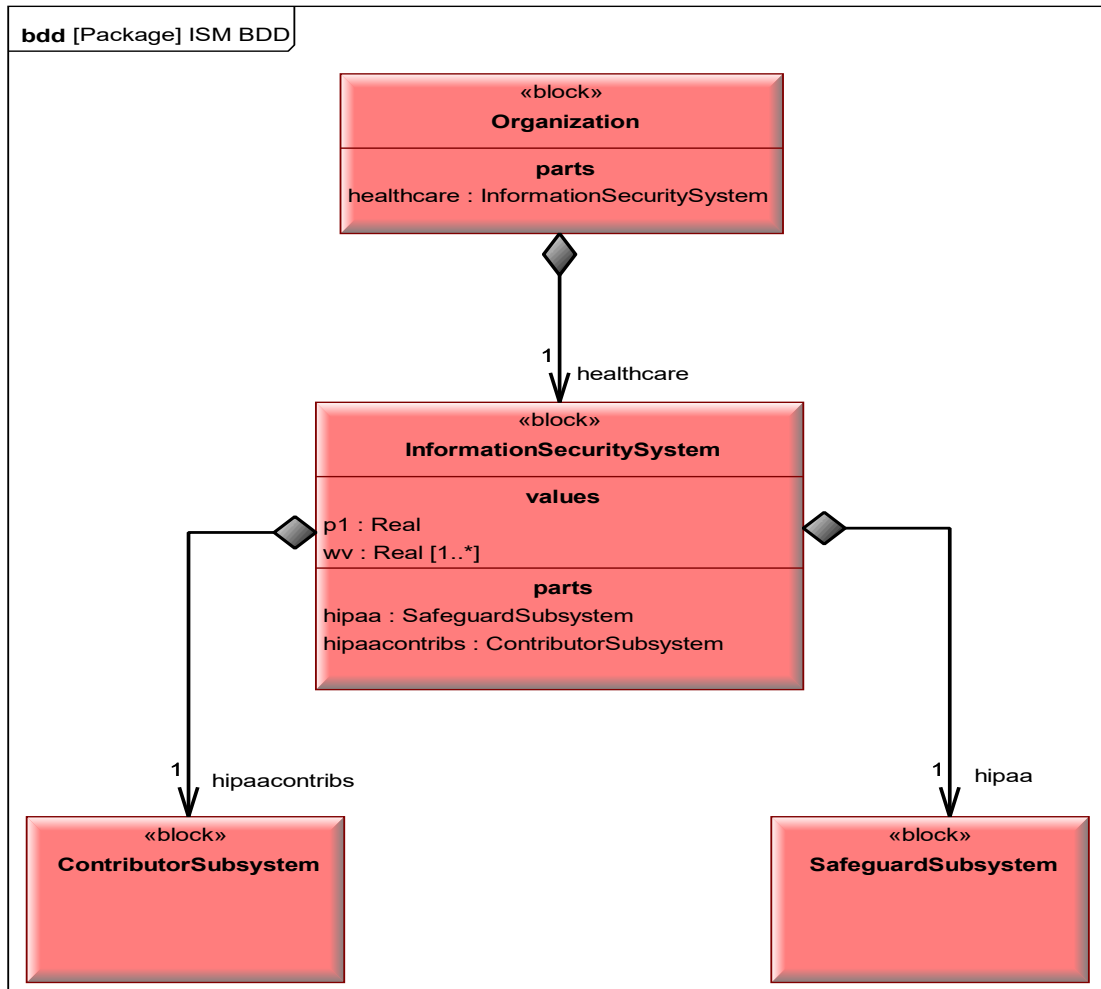 bdd [Package] ISM BDD
«block»
Organization
parts
healthcare : InformationSecuritySystem
1
healthcare
«block»
InformationSecuritySystem
values
p1 : Real
wv : Real [1..*]
parts
hipaa : SafeguardSubsystem
hipaacontribs : ContributorSubsystem
1
hipaacontribs
1
hipaa
«block»
ContributorSubsystem
«block»
SafeguardSubsystem